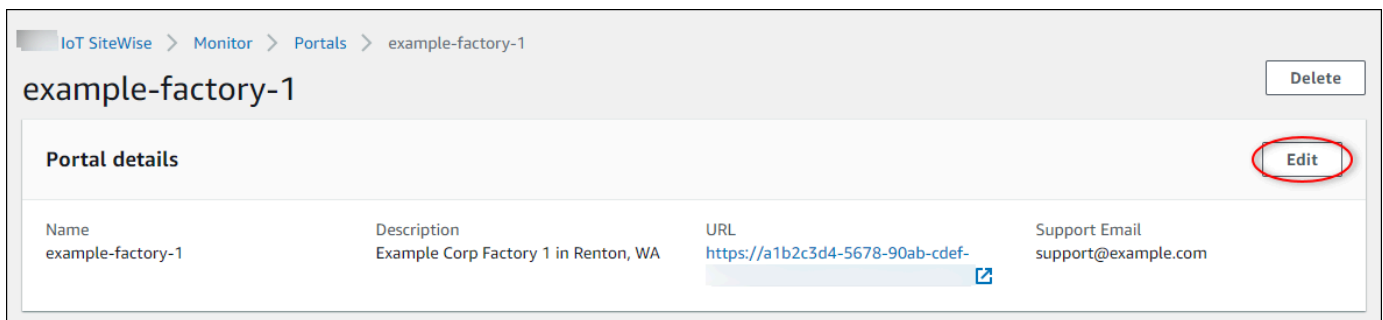 IoT SiteWise > Monitor > Portals > example-factory-1
example-factory-1
Delete
Portal details
Edit
Name
example-factory-1
Description
Example Corp Factory 1 in Renton, WA
URL
https://a1b2c3d4-5678-90ab-cdef-
Support Email
support@example.com